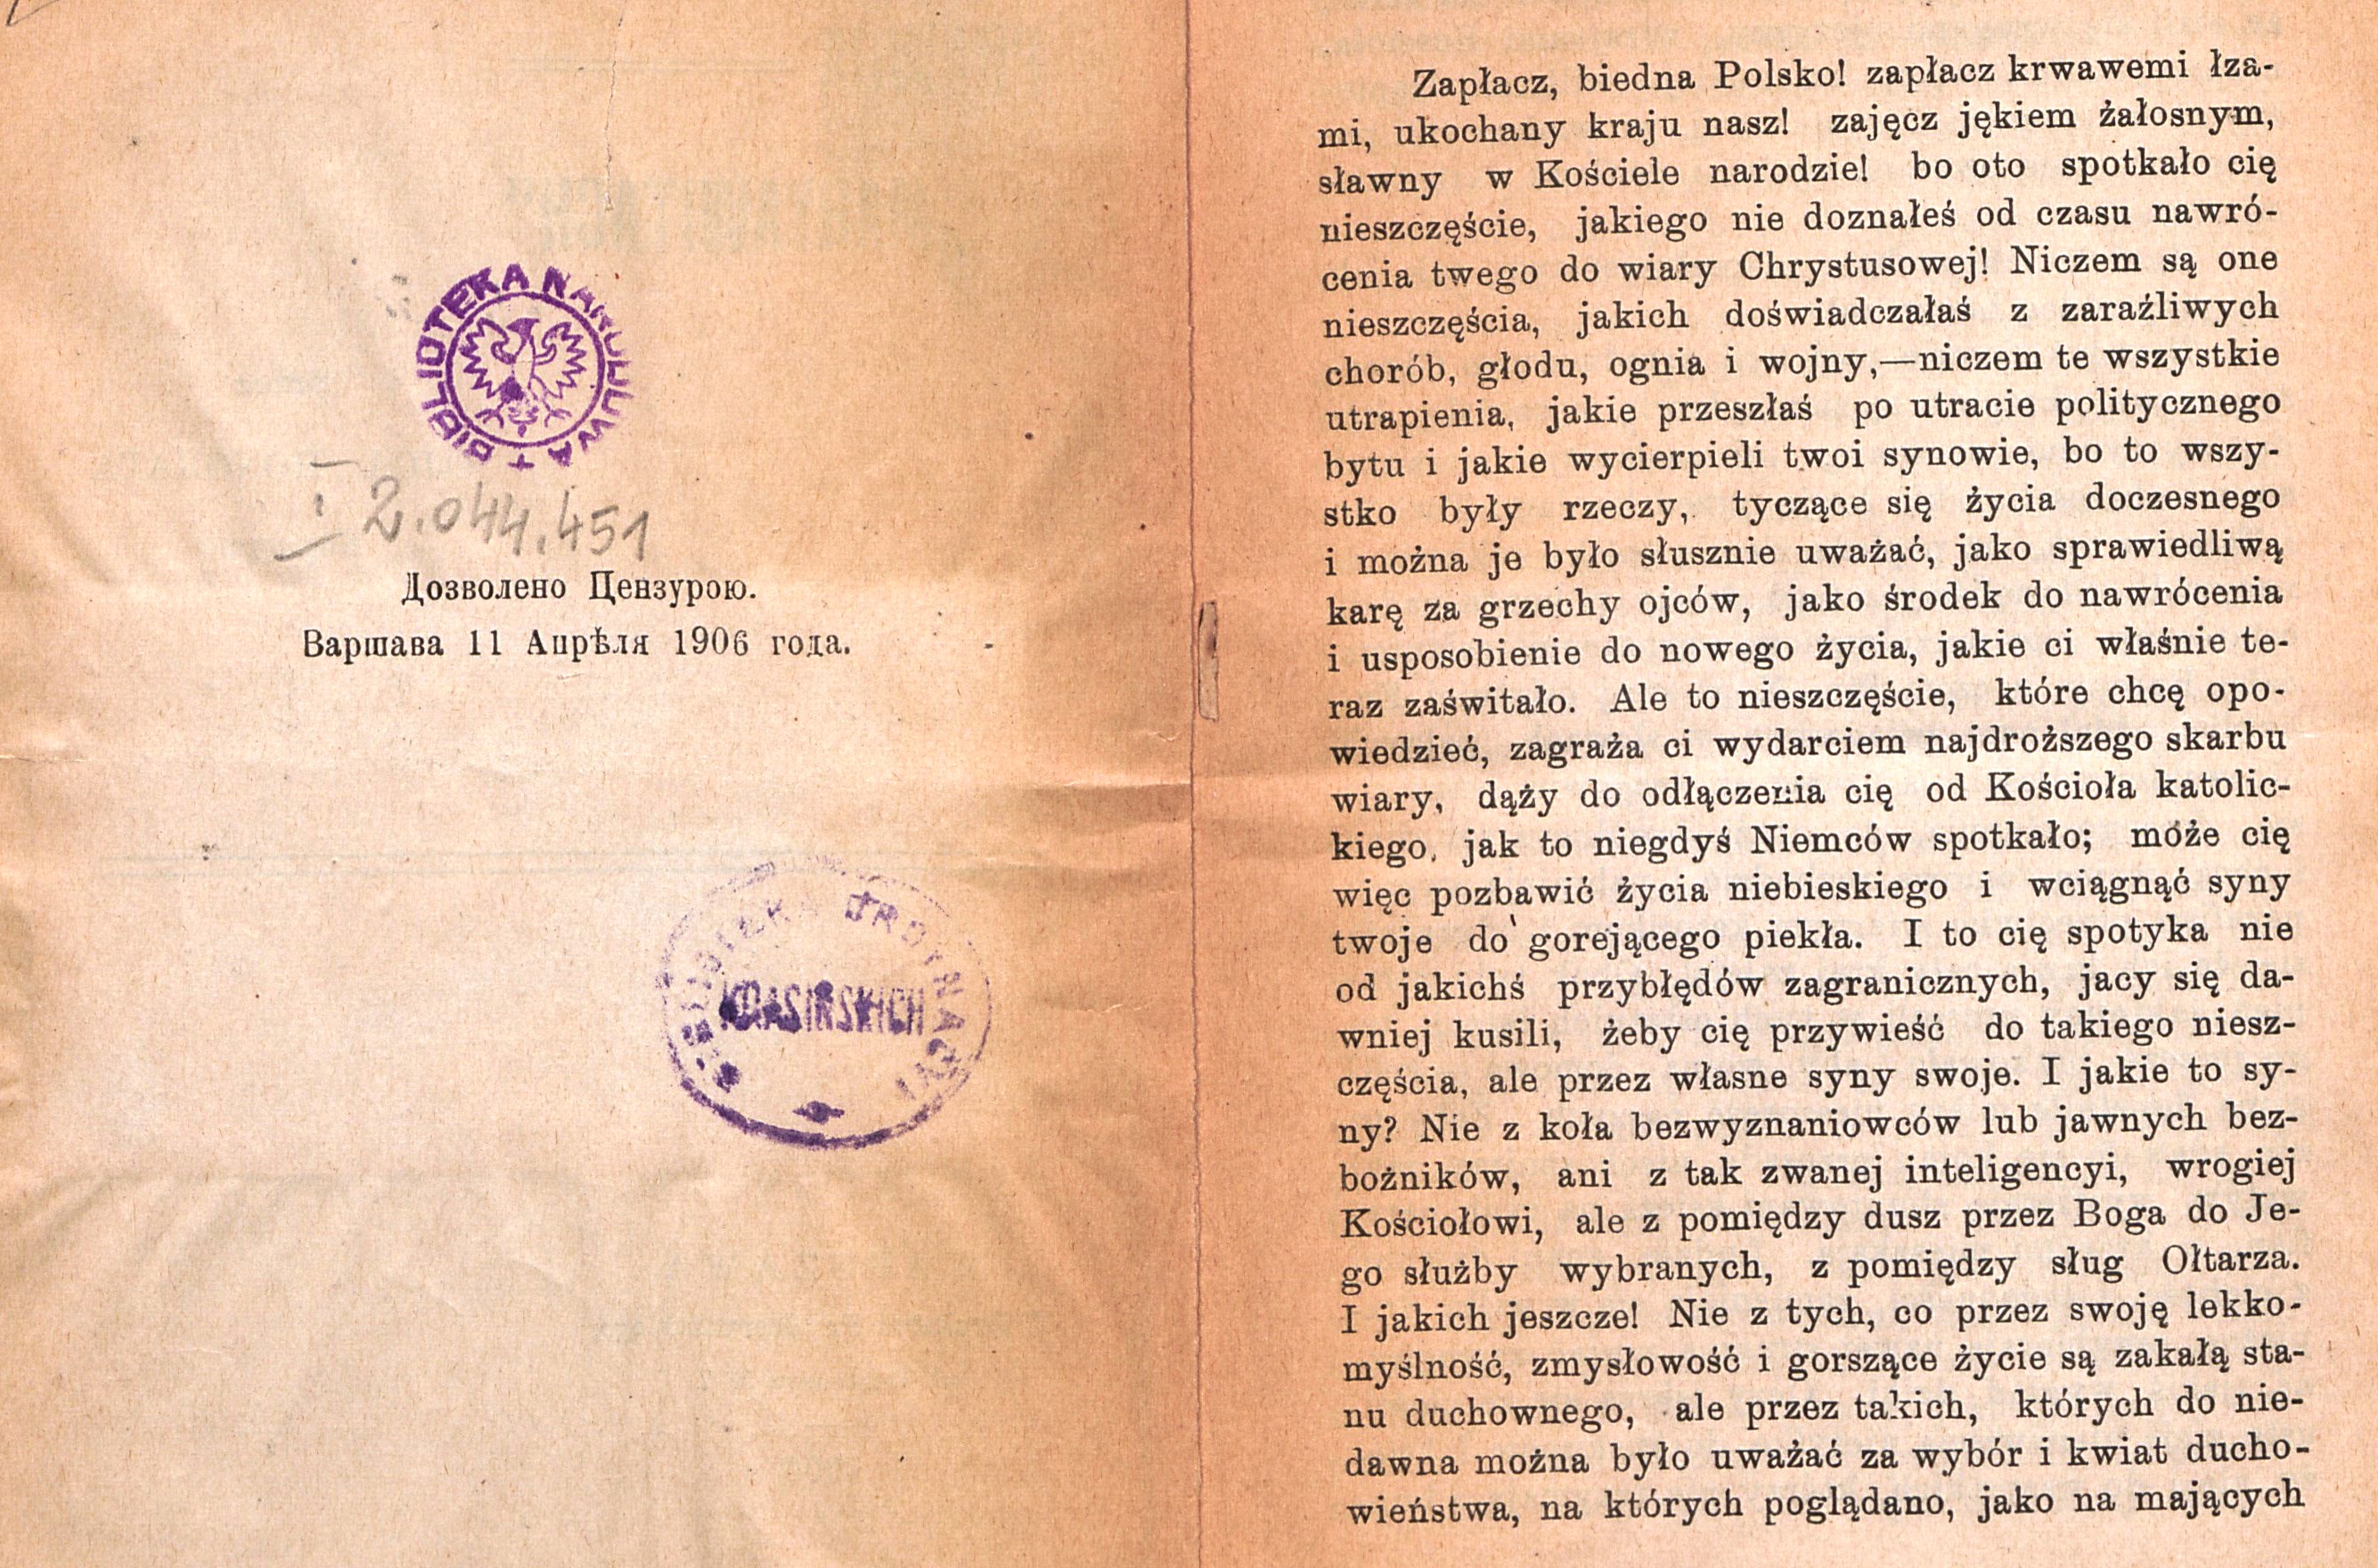 BIBLIOTEKA NARODOWA +
I 2.044.451
Дозволено Цензурою.
Варшава 11 Апрѣля 1906 года.
BIBLIOTEKA ORDYNACYI
KRASIŃSKICH
Zapłacz, biedna Polsko! zapłacz krwawemi łza-
mi, ukochany kraju nasz! zajęcz jękiem żałosnym,
sławny w Kościele narodzie! bo oto spotkało cię
nieszczęście, jakiego nie doznałeś od czasu nawró-
cenia twego do wiary Chrystusowej! Niczem są one
nieszczęścia, jakich doświadczałaś z zaraźliwych
chorób, głodu, ognia i wojny,—niczem te wszystkie
utrapienia, jakie przeszłaś po utracie politycznego
bytu i jakie wycierpieli twoi synowie, bo to wszy-
stko były rzeczy, tyczące się życia doczesnego
i można je było słusznie uważać, jako sprawiedliwą
karę za grzechy ojców, jako środek do nawrócenia
i usposobienie do nowego życia, jakie ci właśnie te-
raz zaświtało. Ale to nieszczęście, które chcę opo-
wiedzieć, zagraża ci wydarciem najdroższego skarbu
wiary, dąży do odłączenia cię od Kościoła katolic-
kiego, jak to niegdyś Niemców spotkało; może cię
więc pozbawić życia niebieskiego i wciągnąć syny
twoje do gorejącego piekła. I to cię spotyka nie
od jakichś przybłędów zagranicznych, jacy się da-
wniej kusili, żeby cię przywieść do takiego niesz-
częścia, ale przez własne syny swoje. I jakie to sy-
ny? Nie z koła bezwyznaniowców lub jawnych bez-
bożników, ani z tak zwanej inteligencyi, wrogiej
Kościołowi, ale z pomiędzy dusz przez Boga do Je-
go służby wybranych, z pomiędzy sług Ołtarza.
I jakich jeszcze! Nie z tych, co przez swoję lekko-
myślność, zmysłowość i gorszące życie są zakałą sta-
nu duchownego, ale przez takich, których do nie-
dawna można było uważać za wybór i kwiat ducho-
wieństwa, na których poglądano, jako na mających